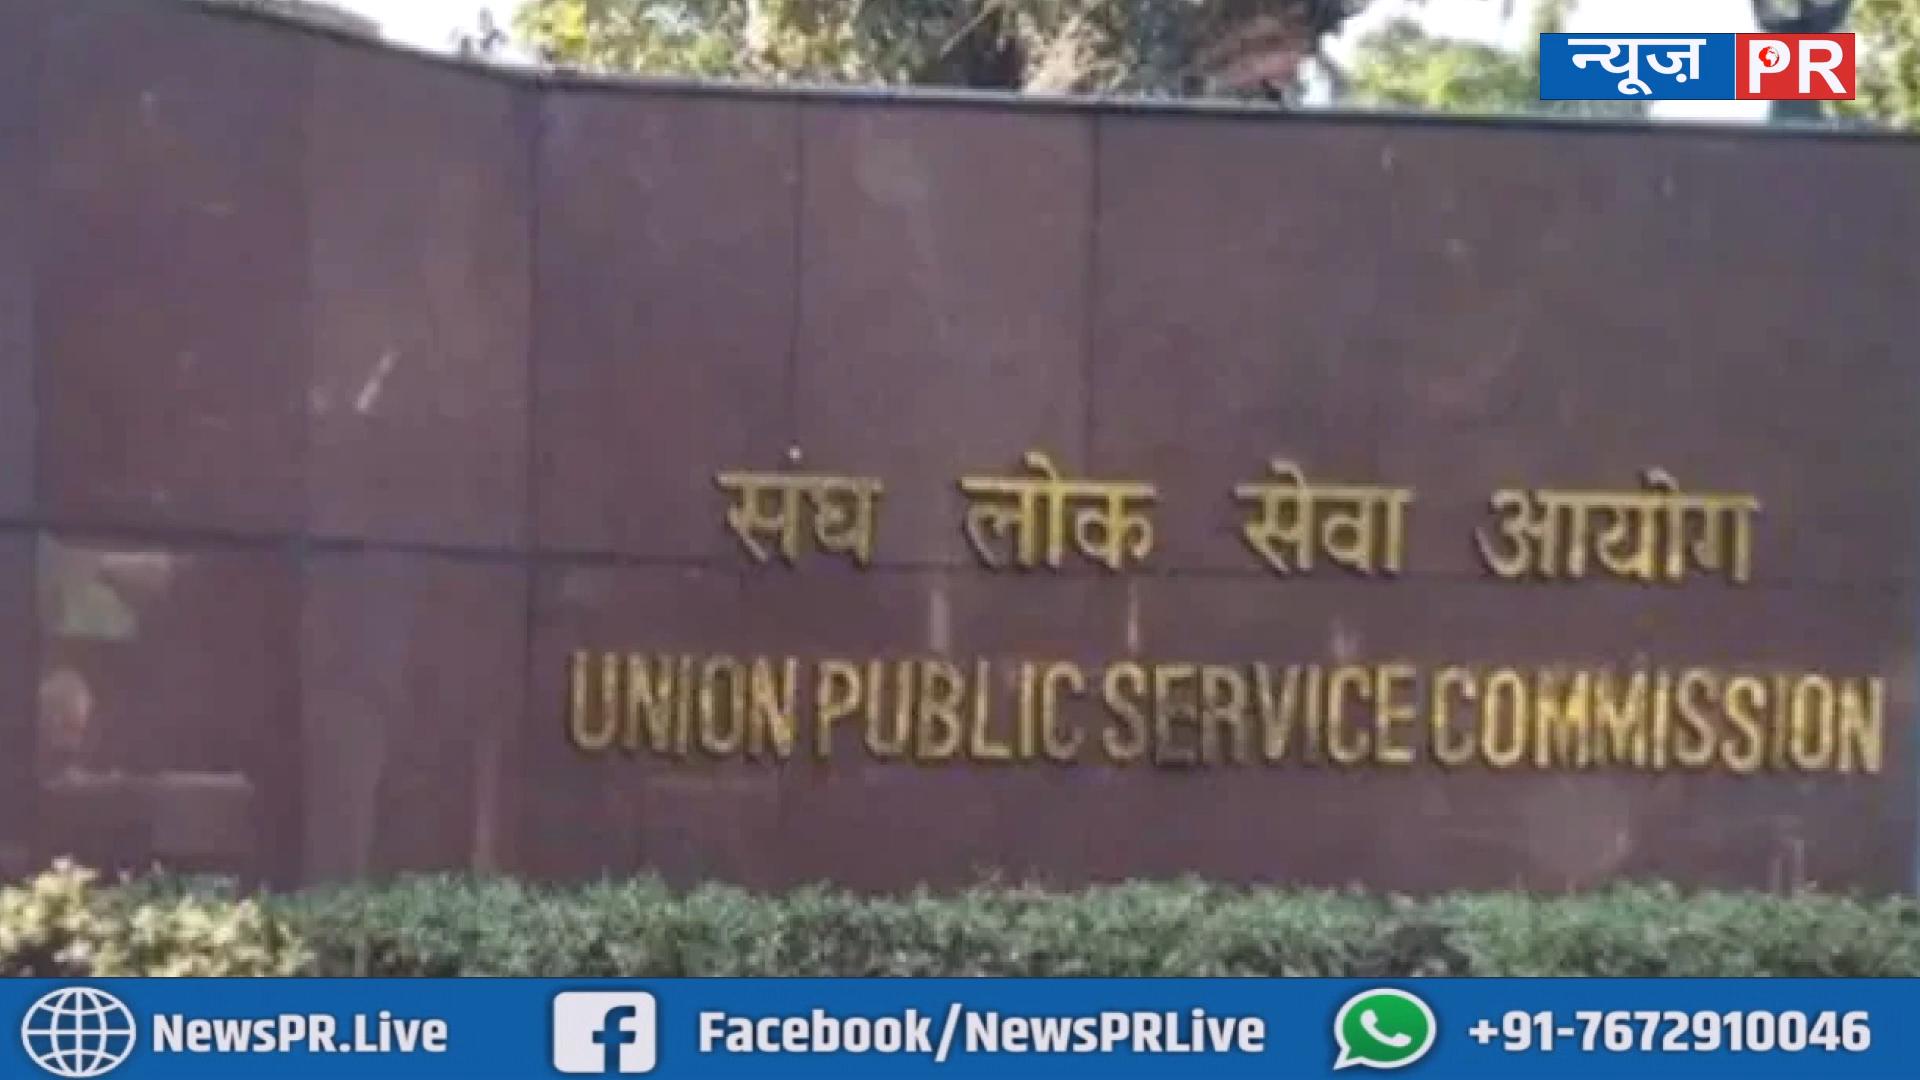 न्यूज़ PR
संघ लोक सेवा आयोग
UNION PUBLIC SERVICE COMMISSION
NewsPR.Live Facebook/NewsPRLive +91-7672910046